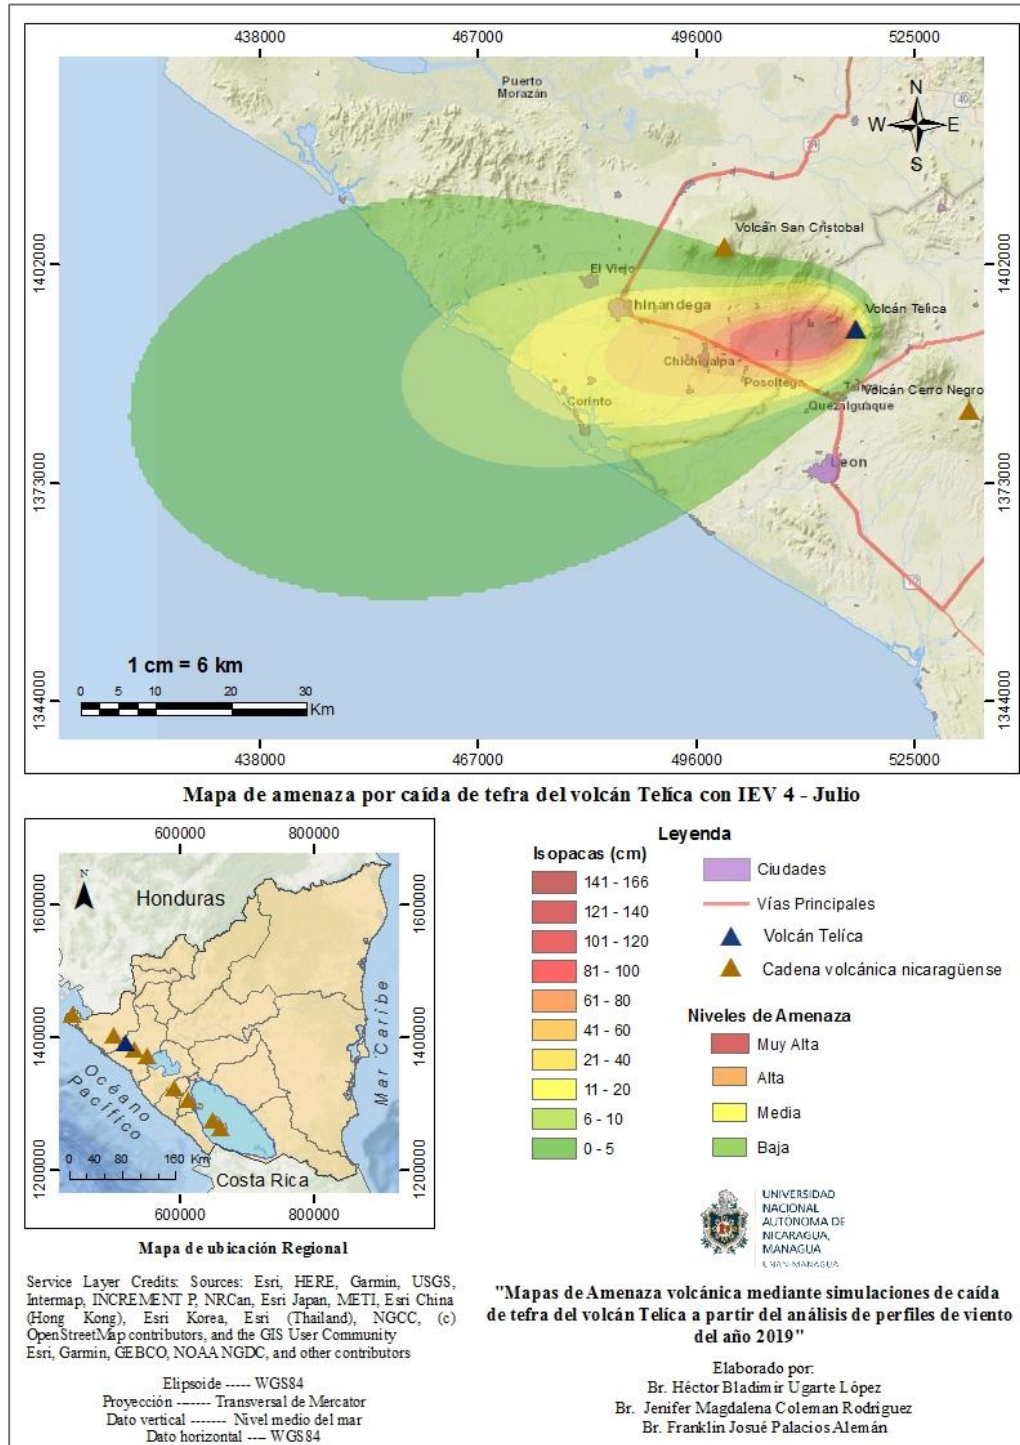 438000 467000 496000 525000
Puerto
Morazán
N
W E
S
24
Volcán San Cristobal
1402000 1402000
El Viejo
Volcán Telica
hinandega
Chichigalpa
Posoltega
Volcán Cerro Negro
Quezalguaque
Corinto
Leon
1373000 1373000
12
1 cm = 6 km
0 5 10 20 30
Km
1344000 1344000
438000 467000 496000 525000
Mapa de amenaza por caída de tefra del volcán Telíca con IEV 4 - Julio
600000 800000
N
Honduras
1600000 1600000
1400000 1400000
Mar Caribe
Océano
Pacífico
0 40 80 160 Km
1200000 1200000
Costa Rica
600000 800000
Mapa de ubicación Regional
Leyenda
Isopacas (cm)
141 - 166
121 - 140
101 - 120
81 - 100
61 - 80
41 - 60
21 - 40
11 - 20
6 - 10
0 - 5
Ciudades
Vías Principales
Volcán Telíca
Cadena volcánica nicaragüense
Niveles de Amenaza
Muy Alta
Alta
Media
Baja
UNIVERSIDAD
NACIONAL
AUTÓNOMA DE
NICARAGUA,
MANAGUA
UNAN-MANAGUA
Service Layer Credits: Sources: Esri, HERE, Garmin, USGS,
Intermap, INCREMENT P, NRCan, Esri Japan, METI, Esri China
(Hong Kong), Esri Korea, Esri (Thailand), NGCC, (c)
OpenStreetMap contributors, and the GIS User Community
Esri, Garmin, GEBCO, NOAA NGDC, and other contributors
Elipsoide ----- WGS84
Proyección ------- Transversal de Mercator
Dato vertical ------- Nivel medio del mar
Dato horizontal ---- WGS84
"Mapas de Amenaza volcánica mediante simulaciones de caída
de tefra del volcán Telíca a partir del análisis de perfiles de viento
del año 2019"
Elaborado por:
Br. Héctor Bladimir Ugarte López
Br. Jenifer Magdalena Coleman Rodriguez
Br. Franklin Josué Palacios Alemán